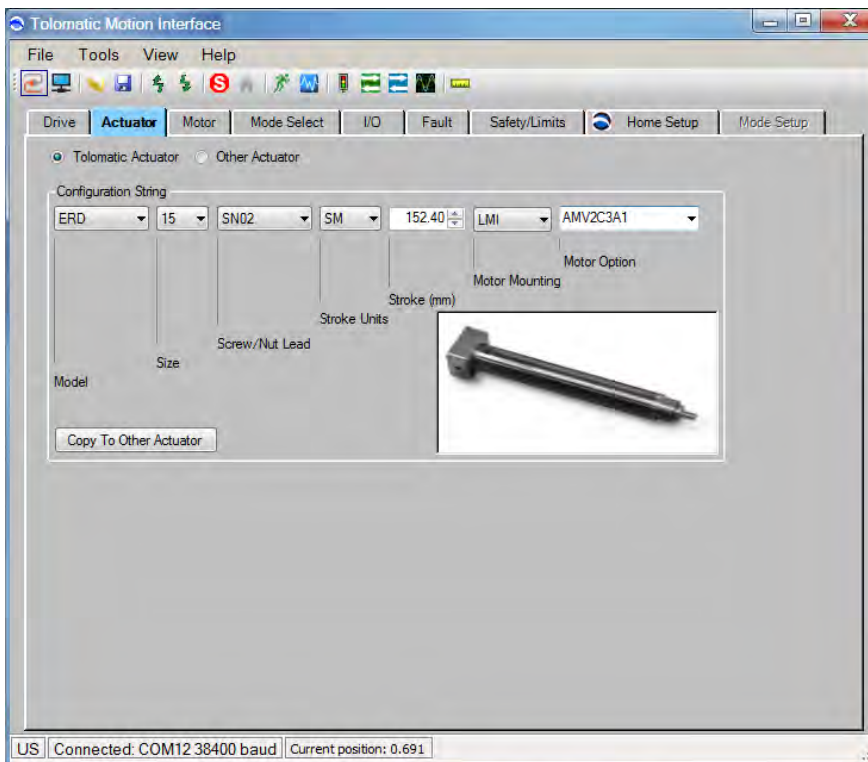 Tolomatic Motion Interface
File Tools View Help
Drive Actuator Motor Mode Select I/O Fault Safety/Limits Home Setup Mode Setup
Tolomatic Actuator Other Actuator
Configuration String
ERD 15 SN02 SM 152.40 LMI AMV2C3A1
Motor Option
Motor Mounting
Stroke (mm)
Stroke Units
Screw/Nut Lead
Size
Model
Copy To Other Actuator
US Connected: COM12 38400 baud Current position: 0.691